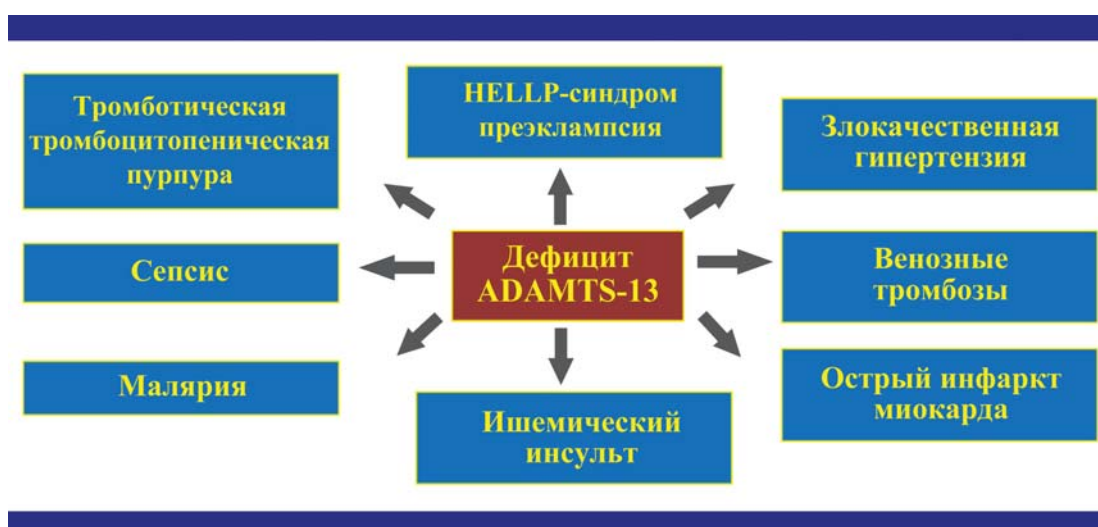 Тромботическая
тромбоцитопеническая
пурпура
HELLP-синдром
преэклампсия
Злокачественная
гипертензия
Сепсис
Дефицит
ADAMTS-13
Венозные
тромбозы
Малярия
Ишемический
инсульт
Острый инфаркт
миокарда